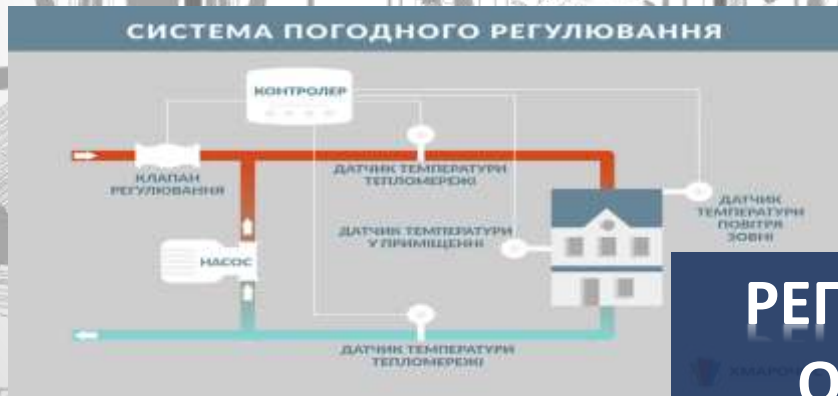 СИСТЕМА ПОГОДНОГО РЕГУЛЮВАННЯ
КОНТРОЛЕР
КЛАПАН
РЕГУЛЮВАННЯ
ДАТЧИК ТЕМПЕРАТУРИ
ТЕПЛОМЕРЕЖІ
ДАТЧИК
ТЕМПЕРАТУРИ
ПОВІТРЯ
ЗОВНІ
ДАТЧИК ТЕМПЕРАТУРИ
У ПРИМІЩЕННІ
НАСОС
ДАТЧИК ТЕМПЕРАТУРИ
ТЕПЛОМЕРЕЖІ